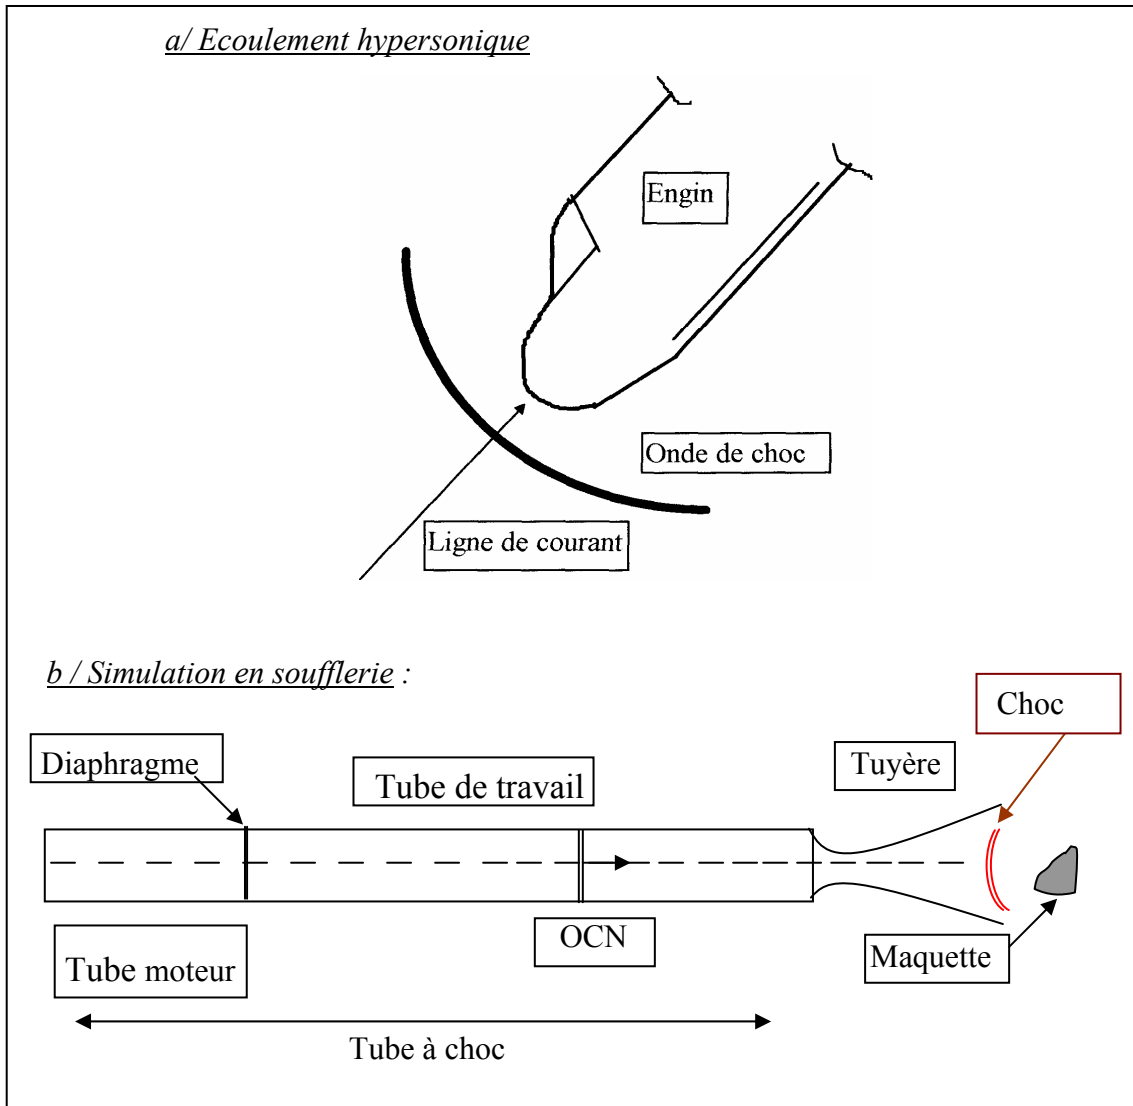 a/ Ecoulement hypersonique
Engin
Onde de choc
Ligne de courant
b / Simulation en soufflerie :
Choc
Diaphragme
Tube de travail
Tuyère
OCN
Maquette
Tube moteur
Tube à choc